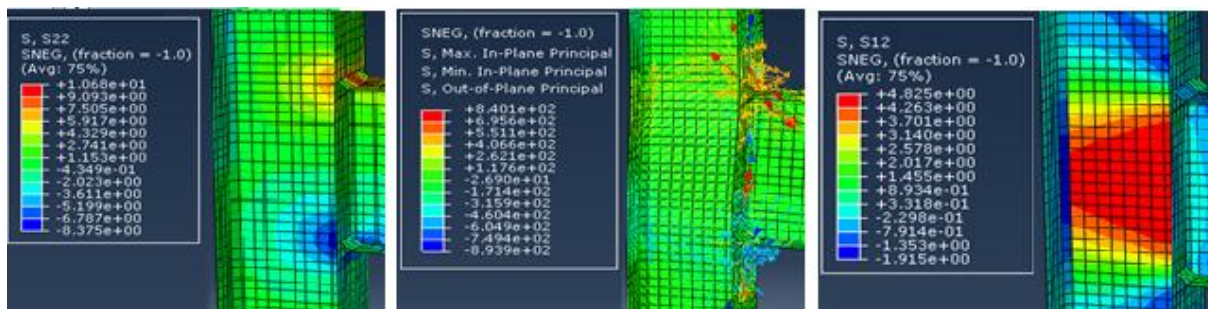 S, S22
SNEG, (fraction = -1.0)
(Avg: 75%)
+1.068e+01
+9.093e+00
+7.505e+00
+5.917e+00
+4.329e+00
+2.741e+00
+1.153e+00
-4.349e-01
-2.023e+00
-3.611e+00
-5.199e+00
-6.787e+00
-8.375e+00
SNEG, (fraction = -1.0)
S, Max. In-Plane Principal
S, Min. In-Plane Principal
S, Out-of-Plane Principal
+8.401e+02
+6.956e+02
+5.511e+02
+4.066e+02
+2.621e+02
+1.176e+02
-2.690e+01
-1.714e+02
-3.159e+02
-4.604e+02
-6.049e+02
-7.494e+02
-8.939e+02
S, S12
SNEG, (fraction = -1.0)
(Avg: 75%)
+4.825e+00
+4.263e+00
+3.701e+00
+3.140e+00
+2.578e+00
+2.017e+00
+1.455e+00
+8.934e-01
+3.318e-01
-2.298e-01
-7.914e-01
-1.353e+00
-1.915e+00